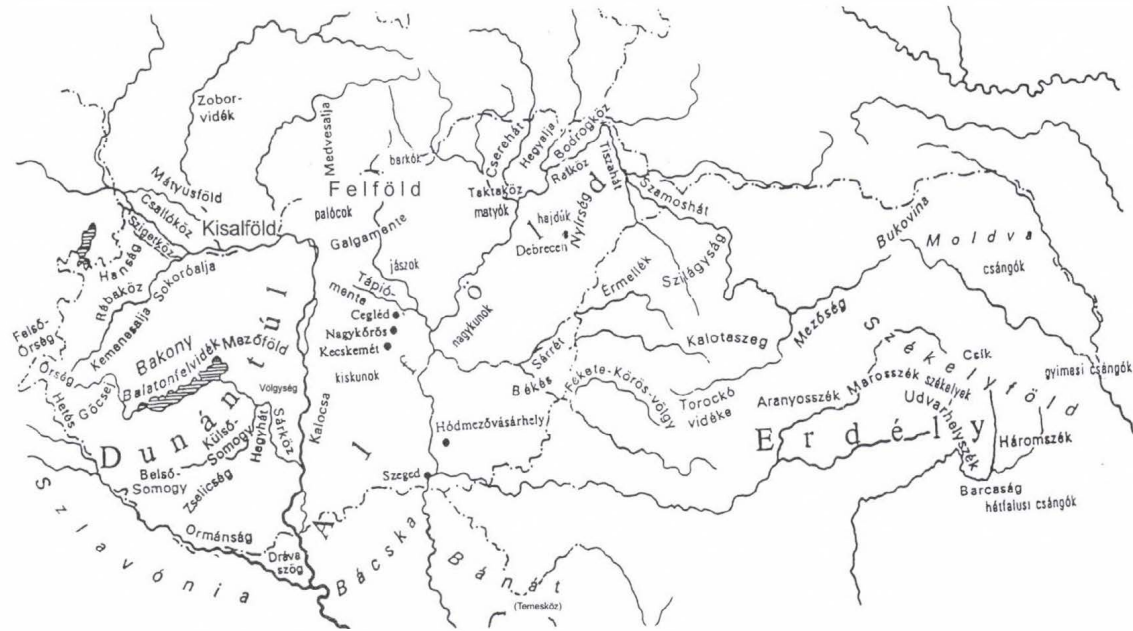 Zobor-
vidék
Medvesalja
barkók
Cserehát
Hegyalja
Bodrogköz
Tiszahát
Mátyusföld
Csallóköz
Szigetköz
Kisalföld
Felföld
palócok
Galgamente
Taktaköz
matyók
Rétköz
Szamoshát
hajdúk
Debrecen
Nyírság
Hanság
Rábaköz
Sokoróalja
Kemenesalja
jászok
Tápió-
mente
Cegléd
Nagykőrös
Kecskemét
kiskunok
nagykunok
Érmellék
Szilágyság
Bukovina
Moldva
csángók
Felső-
Őrség
Őrség
Hetés
Göcsej
Bakony
Balatonfelvidék
Mezőföld
Völgység
Dunántúl
Külső-
Somogy
Belső-
Somogy
Hegyhát
Sárköz
Kalocsa
Zselicség
Ormánság
Dráva
szög
Szlavónia
Alföld
Sárrét
Békés
Fekete-Körös-völgy
Kalotaszeg
Mezőség
Torockó
vidéke
Hódmezővásárhely
Szeged
Bácska
Bánát
(Temesköz)
Aranyosszék
Marosszék
Székelyföld
székelyek
Csík
Udvarhelyszék
gyimesi csángók
Erdély
Háromszék
Barcaság
hétfalusi csángók